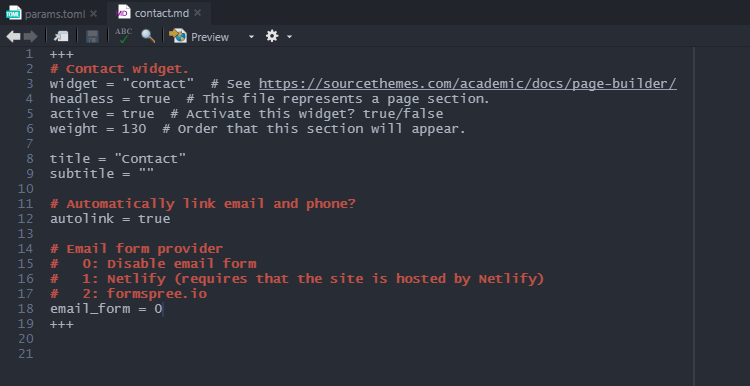 params.toml
contact.md
ABC
Preview
1 +++
2 # Contact widget.
3 widget = "contact"  # See https://sourcethemes.com/academic/docs/page-builder/
4 headless = true  # This file represents a page section.
5 active = true  # Activate this widget? true/false
6 weight = 130  # Order that this section will appear.
7
8 title = "Contact"
9 subtitle = ""
10
11 # Automatically link email and phone?
12 autolink = true
13
14 # Email form provider
15 #   0: Disable email form
16 #   1: Netlify (requires that the site is hosted by Netlify)
17 #   2: formspree.io
18 email_form = 0
19 +++
20
21